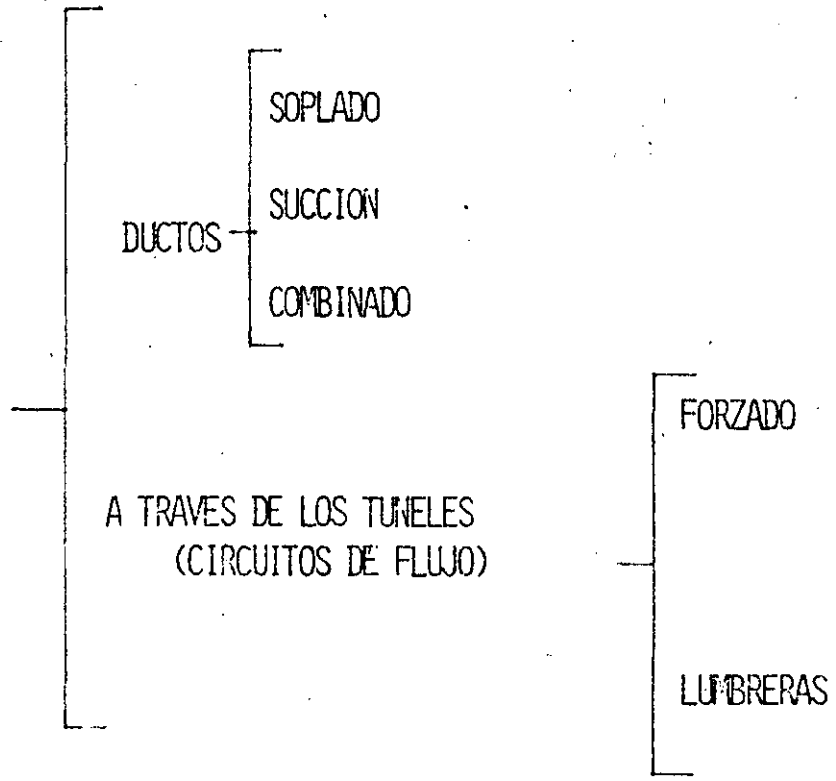 SOPLADO
SUCCION
DUCTOS
COMBINADO
A TRAVES DE LOS TUNELES
(CIRCUITOS DE FLUJO)
FORZADO
LUMBRERAS